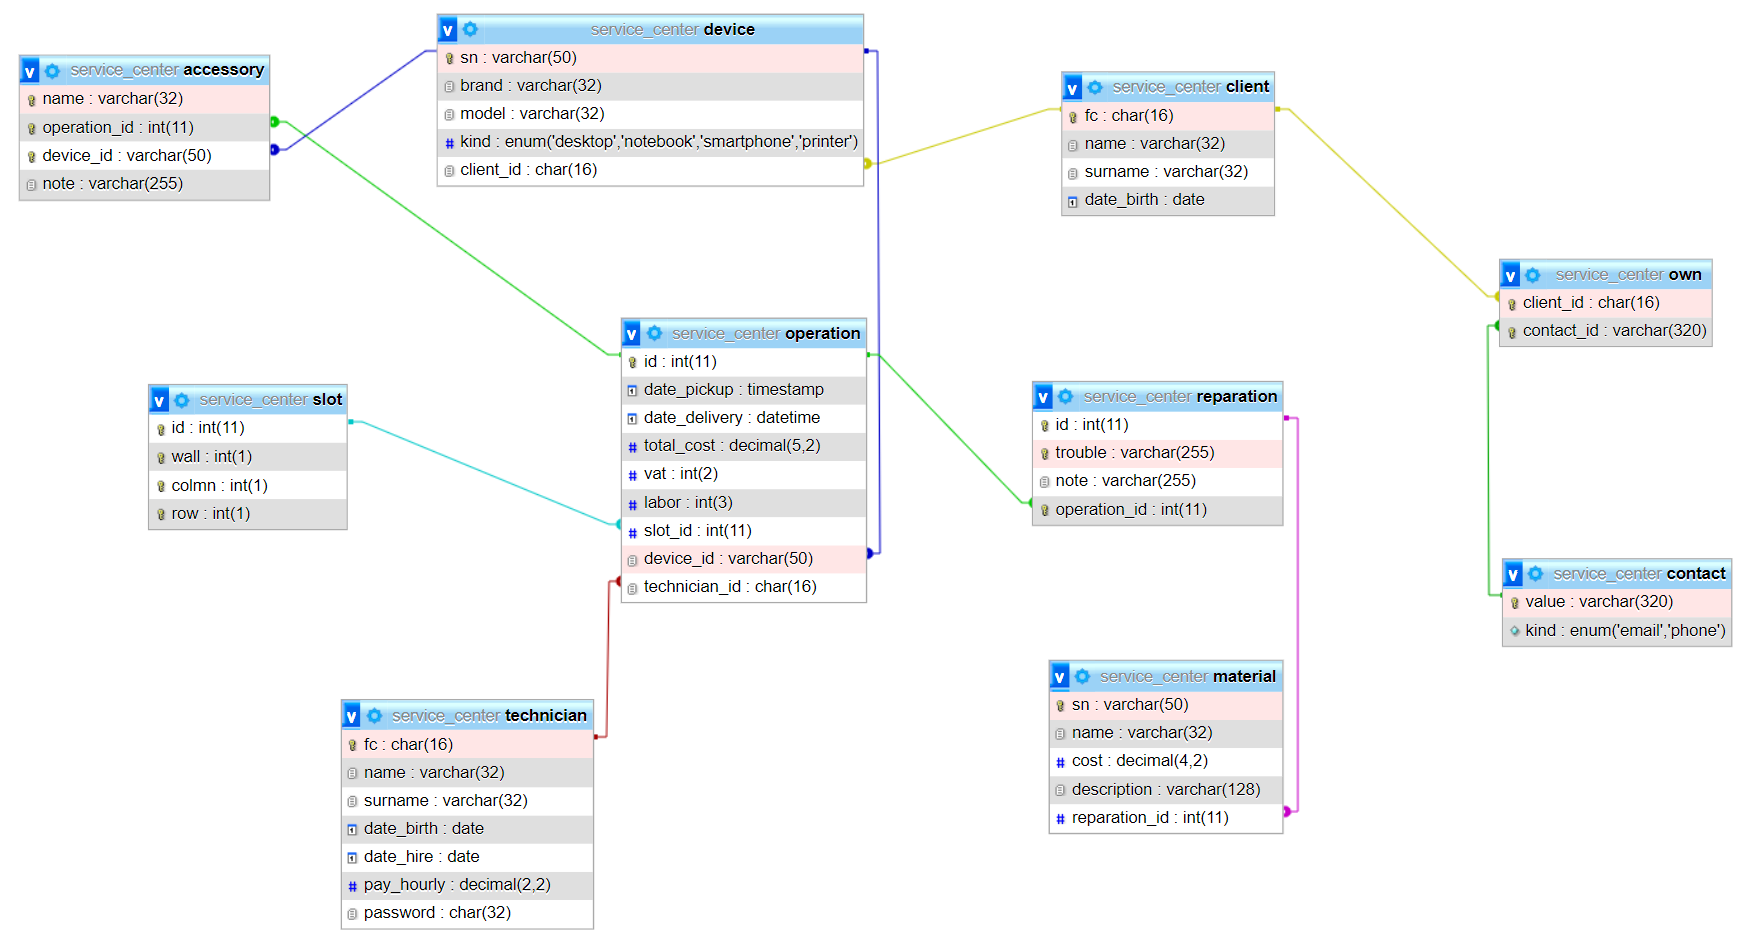 v service_center accessory
name : varchar(32)
operation_id : int(11)
device_id : varchar(50)
note : varchar(255)
v service_center device
sn : varchar(50)
brand : varchar(32)
model : varchar(32)
# kind : enum('desktop','notebook','smartphone','printer')
client_id : char(16)
v service_center client
fc : char(16)
name : varchar(32)
surname : varchar(32)
date_birth : date
v service_center own
client_id : char(16)
contact_id : varchar(320)
v service_center operation
id : int(11)
date_pickup : timestamp
date_delivery : datetime
# total_cost : decimal(5,2)
# vat : int(2)
# labor : int(3)
# slot_id : int(11)
device_id : varchar(50)
technician_id : char(16)
v service_center slot
id : int(11)
wall : int(1)
colmn : int(1)
row : int(1)
v service_center reparation
id : int(11)
trouble : varchar(255)
note : varchar(255)
operation_id : int(11)
v service_center contact
value : varchar(320)
kind : enum('email','phone')
v service_center material
sn : varchar(50)
name : varchar(32)
# cost : decimal(4,2)
description : varchar(128)
# reparation_id : int(11)
v service_center technician
fc : char(16)
name : varchar(32)
surname : varchar(32)
date_birth : date
date_hire : date
# pay_hourly : decimal(2,2)
password : char(32)